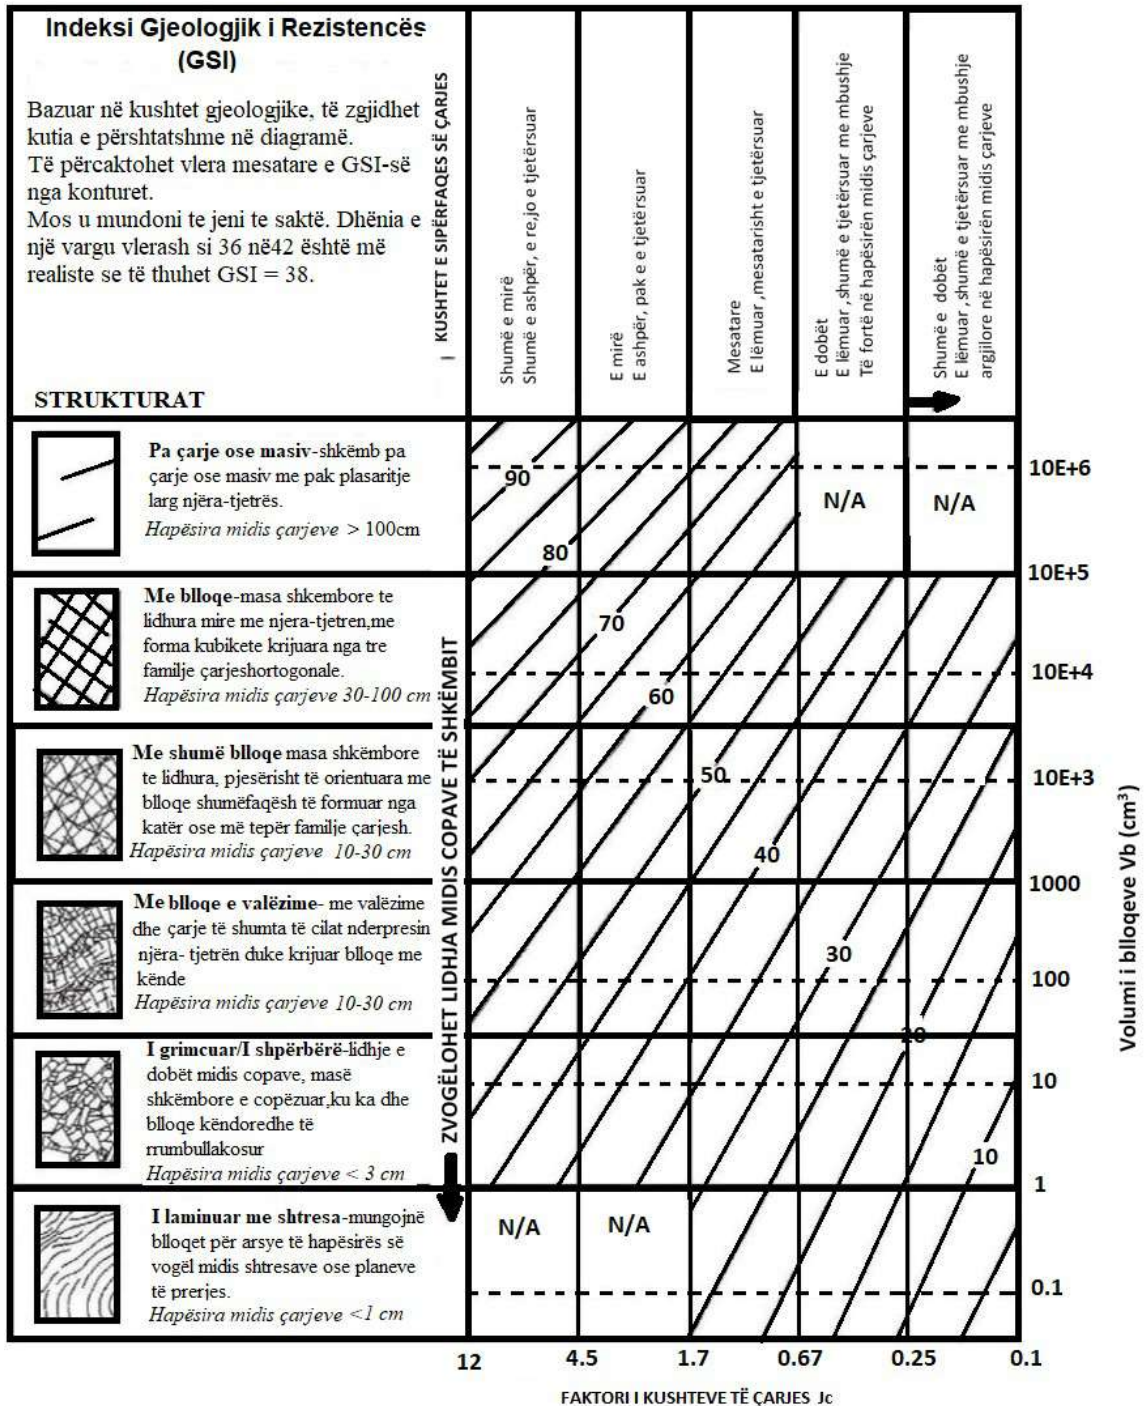 Indeksi Gjeologjik i Rezistencës
(GSI)
Bazuar në kushtet gjeologjike, të zgjidhet
kutia e përshtatshme në diagramë.
Të përcaktohet vlera mesatare e GSI-së
nga konturet.
Mos u mundoni te jeni te saktë. Dhënia e
një vargu vlerash si 36 në42 është më
realiste se të thuhet GSI = 38.
STRUKTURAT
KUSHTET E SIPËRFAQES SË ÇARJES
Shumë e mirë
Shumë e ashpër, e re,jo e tjetërsuar
E mirë
E ashpër, pak e e tjetërsuar
Mesatare
E lëmuar ,mesatarisht e tjetërsuar
E dobët
E lëmuar ,shumë e tjetërsuar me mbushje
Të fortë në hapësirën midis çarjeve
Shumë e dobët
E lëmuar ,shumë e tjetërsuar me mbushje
argjilore në hapësirën midis çarjeve
Pa çarje ose masiv-shkëmb pa
çarje ose masiv me pak plasaritje
larg njëra-tjetrës.
Hapësira midis çarjeve > 100cm
Me blloqe-masa shkembore te
lidhura mire me njera-tjetren,me
forma kubikete krijuara nga tre
familje çarjeshortogonale.
Hapësira midis çarjeve 30-100 cm
Me shumë blloqe masa shkëmbore
te lidhura, pjesërisht të orientuara me
blloqe shumëfaqësh të formuar nga
katër ose më tepër familje çarjesh.
Hapësira midis çarjeve 10-30 cm
Me blloqe e valëzime- me valëzime
dhe çarje të shumta të cilat nderpresin
njëra- tjetrën duke krijuar blloqe me
kënde
Hapësira midis çarjeve 10-30 cm
I grimcuar/I shpërbërë-lidhje e
dobët midis copave, masë
shkëmbore e copëzuar,ku ka dhe
blloqe këndoredhe të
rrumbullakosur
Hapësira midis çarjeve < 3 cm
I laminuar me shtresa-mungojnë
blloqet për arsye të hapësirës së
vogël midis shtresave ose planeve
të prerjes.
Hapësira midis çarjeve <1 cm
ZVOGËLOHET LIDHJA MIDIS COPAVE TË SHKËMBIT
90
80
70
60
50
40
30
20
10
N/A
N/A
N/A
N/A
10E+6
10E+5
10E+4
10E+3
1000
100
10
1
0.1
Volumi i blloqeve Vb (cm³)
12 4.5 1.7 0.67 0.25 0.1
FAKTORI I KUSHTEVE TË ÇARJES Jc